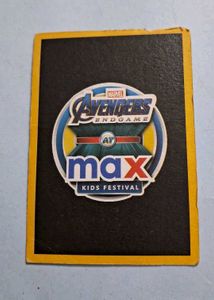 MARVEL
AVENGERS
ENDGAME
AT
max
KIDS FESTIVAL